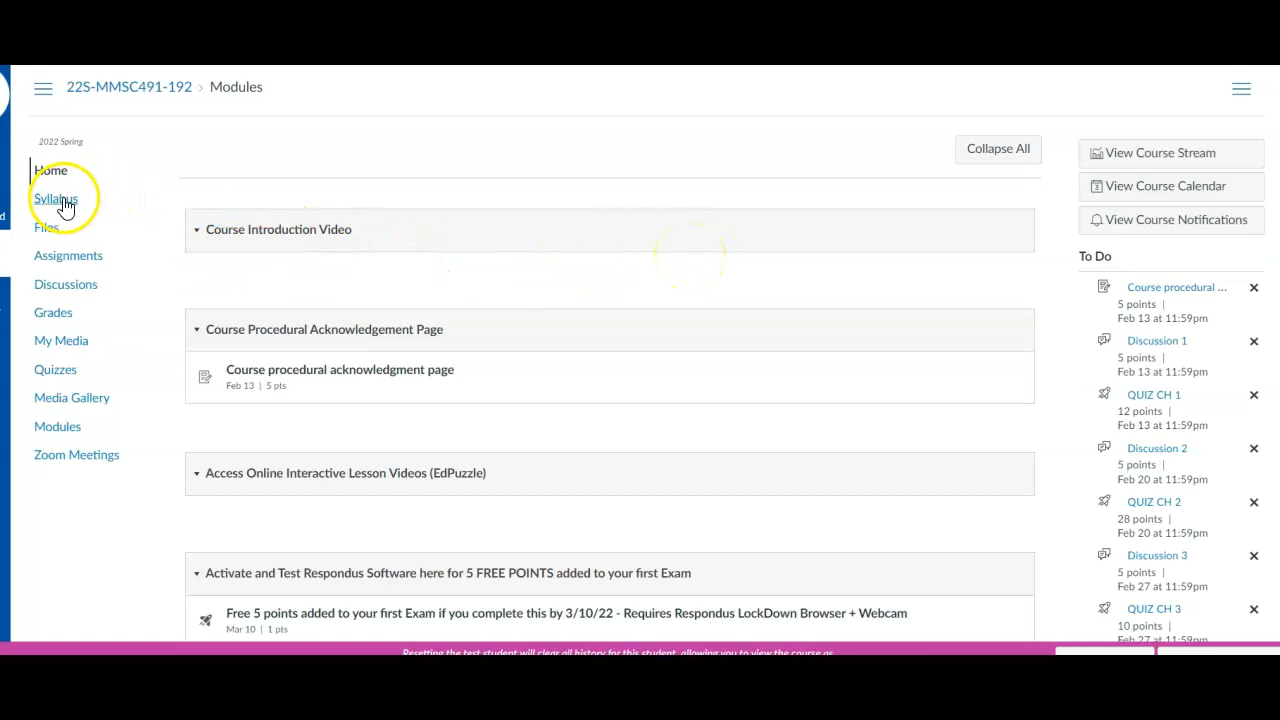 22S-MMSC491-192 › Modules
2022 Spring
Home
Syllabus
Files
Assignments
Discussions
Grades
My Media
Quizzes
Media Gallery
Modules
Zoom Meetings
Collapse All
Course Introduction Video
Course Procedural Acknowledgement Page
Course procedural acknowledgment page
Feb 13 | 5 pts
Access Online Interactive Lesson Videos (EdPuzzle)
Activate and Test Respondus Software here for 5 FREE POINTS added to your first Exam
Free 5 points added to your first Exam if you complete this by 3/10/22 - Requires Respondus LockDown Browser + Webcam
Mar 10 | 1 pts
View Course Stream
View Course Calendar
View Course Notifications
To Do
Course procedural ...
5 points |
Feb 13 at 11:59pm
Discussion 1
5 points |
Feb 13 at 11:59pm
QUIZ CH 1
12 points |
Feb 13 at 11:59pm
Discussion 2
5 points |
Feb 20 at 11:59pm
QUIZ CH 2
28 points |
Feb 20 at 11:59pm
Discussion 3
5 points |
Feb 27 at 11:59pm
QUIZ CH 3
10 points |
Feb 27 at 11:59pm
Resetting the test student will clear all history for this student, allowing you to view the course as